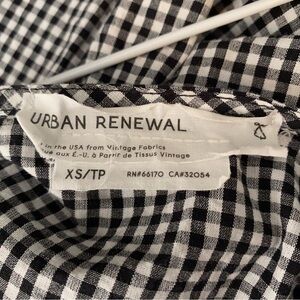 URBAN RENEWAL
in the USA from Vintage Fabrics
aux É.-U. à Partir de Tissus Vintage
XS/TP RN#66170 CA#32054